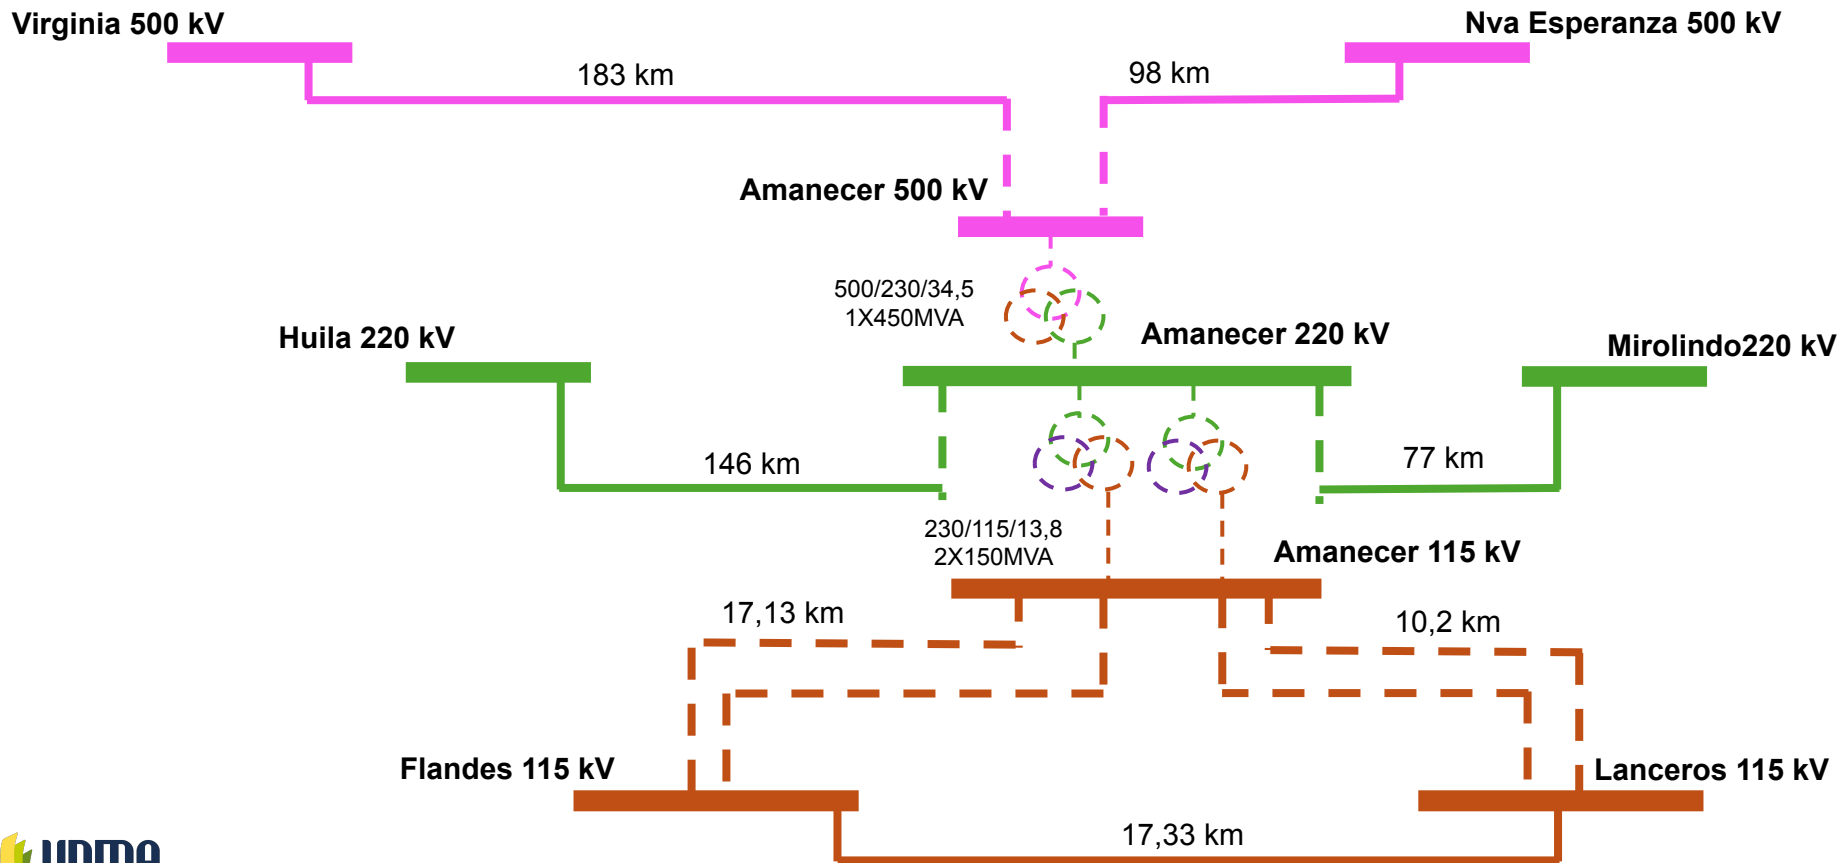 Virginia 500 kV
Nva Esperanza 500 kV
183 km
98 km
Amanecer 500 kV
500/230/34,5
1X450MVA
Huila 220 kV
Amanecer 220 kV
Mirolindo220 kV
146 km
77 km
230/115/13,8
2X150MVA
Amanecer 115 kV
17,13 km
10,2 km
Flandes 115 kV
Lanceros 115 kV
17,33 km